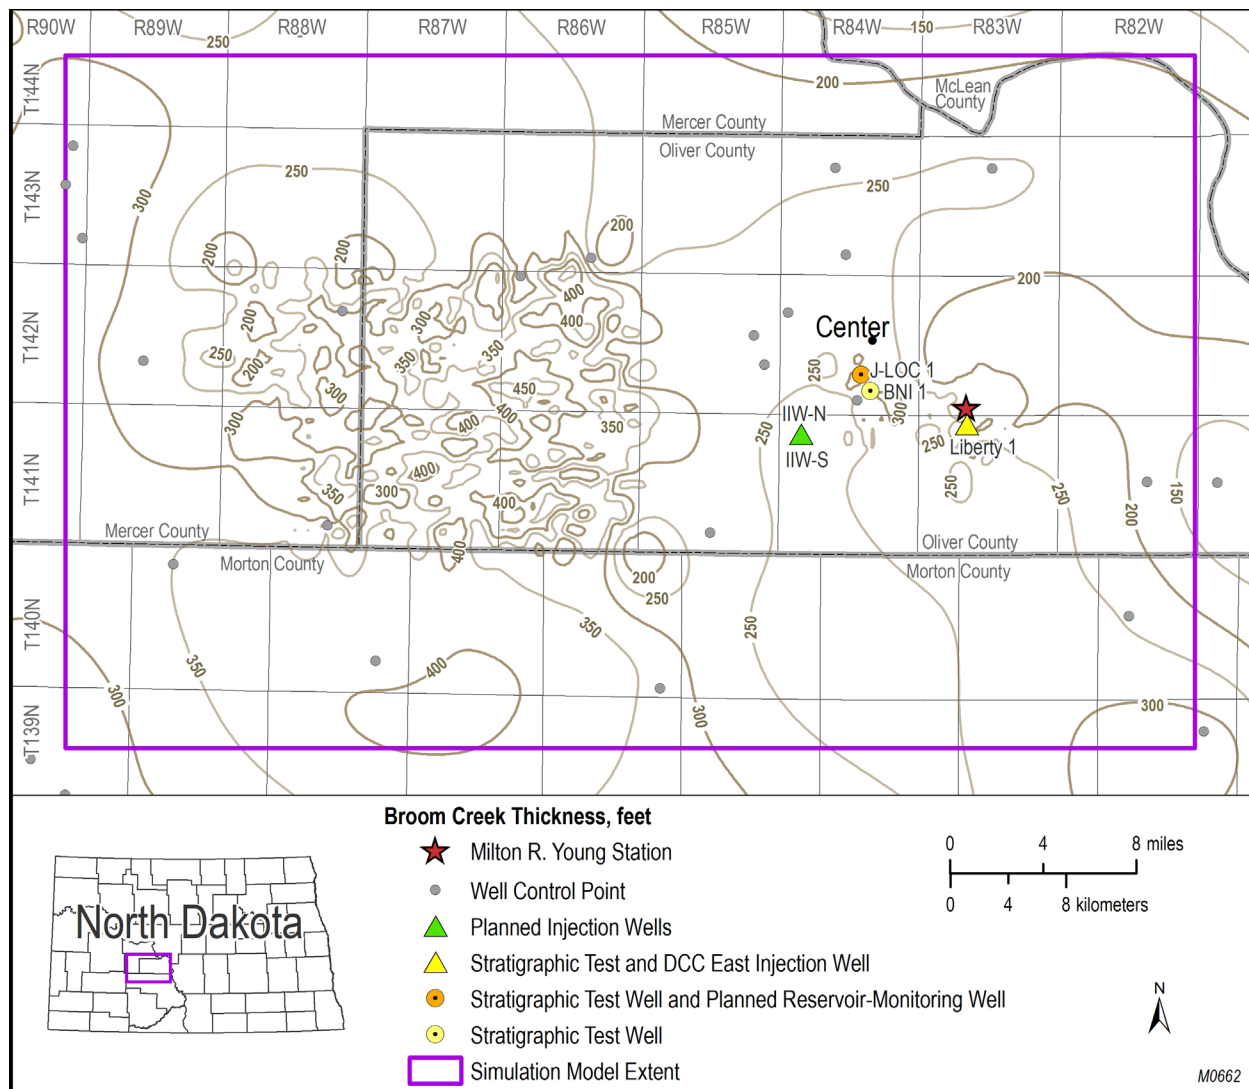 R90W R89W R88W R87W R86W R85W R84W R83W R82W
250
150
200
T144N
McLean
County
Mercer County
Oliver County
T143N
300
250
250
200
200
200
200
T142N
400
200
300
400
350
250
350
200
Center
250
J-LOC 1
BNI 1
450
300
400
300
IIW-N
300
400
350
250
250
Liberty 1
IIW-S
T141N
400
350
300
250
250
150
400
200
Mercer County
400
Oliver County
Morton County
Morton County
200
250
T140N
350
250
250
350
400
300
300
300
T139N
Broom Creek Thickness, feet
Milton R. Young Station
Well Control Point
Planned Injection Wells
Stratigraphic Test and DCC East Injection Well
Stratigraphic Test Well and Planned Reservoir-Monitoring Well
Stratigraphic Test Well
Simulation Model Extent
North Dakota
0 4 8 miles
0 4 8 kilometers
N
M0662